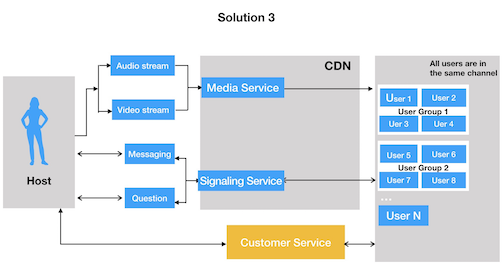 Solution 3
Audio stream
Video stream
Messaging
Question
Host
CDN
Media Service
Signaling Service
Customer Service
All users are in
the same channel
User 1
User 2
User Group 1
Uer 3
Uer 4
User 5
User 6
User Group 2
User 7
User 8
...
User N